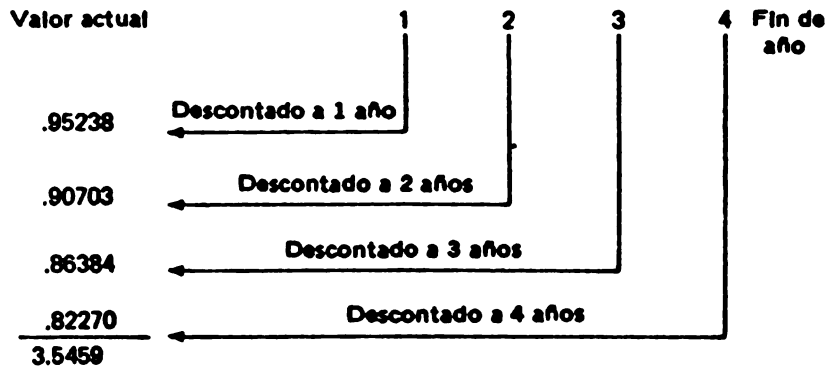 Valor actual 1 2 3 4 Fin de
año
.95238 Descontado a 1 año
.90703 Descontado a 2 años
.86384 Descontado a 3 años
.82270 Descontado a 4 años
3.5459